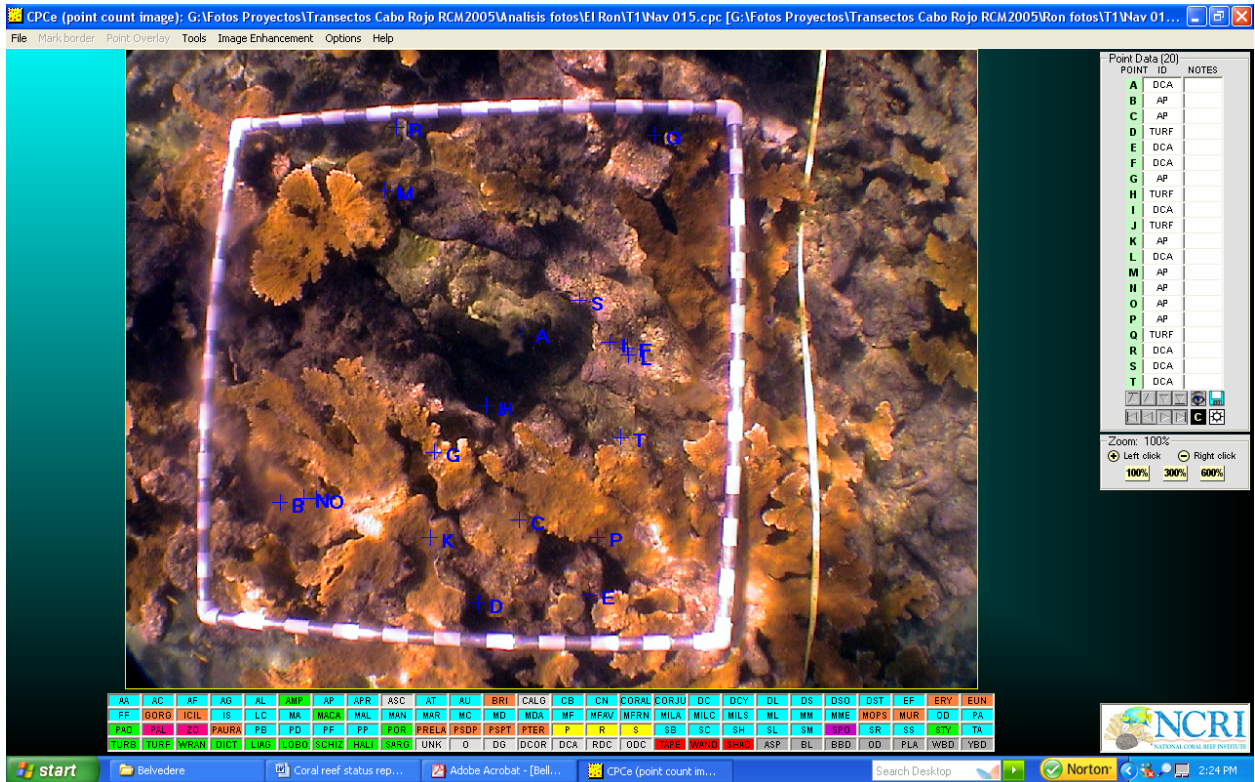 CPCe (point count image): G:\Fotos Proyectos\Transectos Cabo Rojo RCM2005\Analisis fotos\El Ron\T1\Nav 015.cpc [G:\Fotos Proyectos\Transectos Cabo Rojo RCM2005\Ron fotos\T1\Nav 01...
File Mark border Point Overlay Tools Image Enhancement Options Help
Point Data (20)
POINT ID NOTES
A DCA
B AP
C AP
D TURF
E DCA
F DCA
G AP
H TURF
I DCA
J TURF
K AP
L DCA
M AP
N AP
O AP
P AP
Q TURF
R DCA
S DCA
T DCA
C
Zoom: 100%
Left click Right click
100% 300% 600%
R
Q
M
S
A
I F
L
JH
T
G
B NO
C
K P
D E
AA AC AF AG AL AMP AP APR ASC AT AU BRI CALG CB CN CORAL CORJU DC DCY DL DS DSO DST EF ERY EUN
FF GORG ICIL IS LC MA MACA MAL MAN MAR MC MD MDA MF MFAV MFRN MILA MILC MILS ML MM MME MOPS MUR OD PA
PAD PAL ZO PAURA PB PD PF PP POR PRELA PSDP PSPT PTER P R S SB SC SH SL SM SPO SR SS STY TA
TURB TURF WRAN DICT LIAG LOBO SCHIZ HALI SARG UNK O DG DCOR DCA RDC ODC TAPE WAND SHAD ASP BL BBD OD PLA WBD YBD
NCRI
NATIONAL CORAL REEF INSTITUTE
start Belvedere Coral reef status rep... Adobe Acrobat - [Bell... CPCe (point count im... Search Desktop Norton 2:24 PM